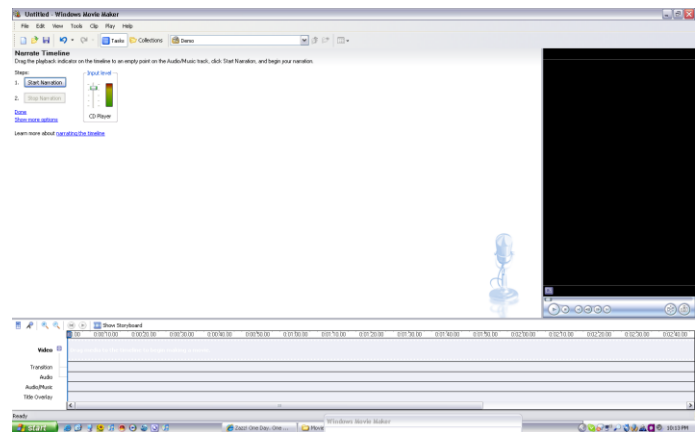 Untitled - Windows Movie Maker
File Edit View Tools Clip Play Help
Tasks Collections Demo
Narrate Timeline
Drag the playback indicator on the timeline to an empty point on the Audio/Music track, click Start Narration, and begin your narration.
Steps:
Input level
1. Start Narration
2. Stop Narration
CD Player
Done
Show more options
Learn more about narrating the timeline
Show Storyboard
0:00:10.00 0:00:20.00 0:00:30.00 0:00:40.00 0:00:50.00 0:01:00.00 0:01:10.00 0:01:20.00 0:01:30.00 0:01:40.00 0:01:50.00 0:02:00.00 0:02:10.00 0:02:20.00 0:02:30.00 0:02:40.00
Video
Transition
Audio
Audio/Music
Title Overlay
Ready
Windows Movie Maker
start
One Day. One ...
Movie
10:13 PM